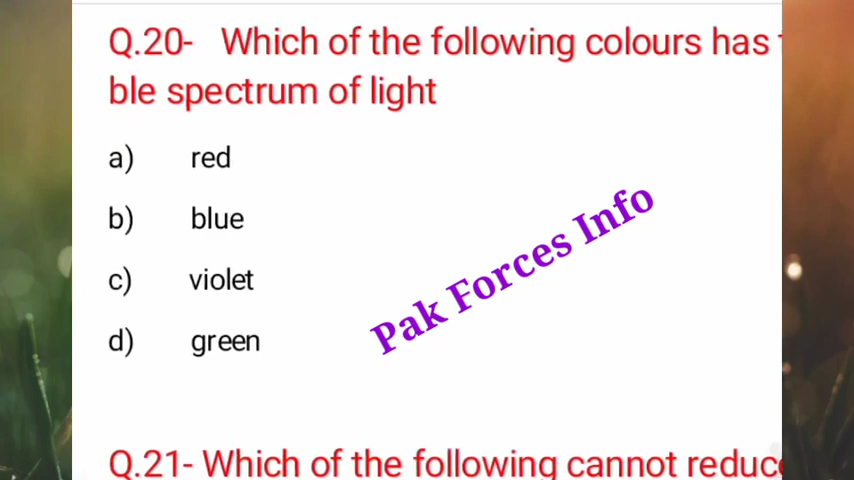 Q.20- Which of the following colours has
ble spectrum of light
a) red
b) blue
c) violet
d) green
Pak Forces Info
Q.21- Which of the following cannot